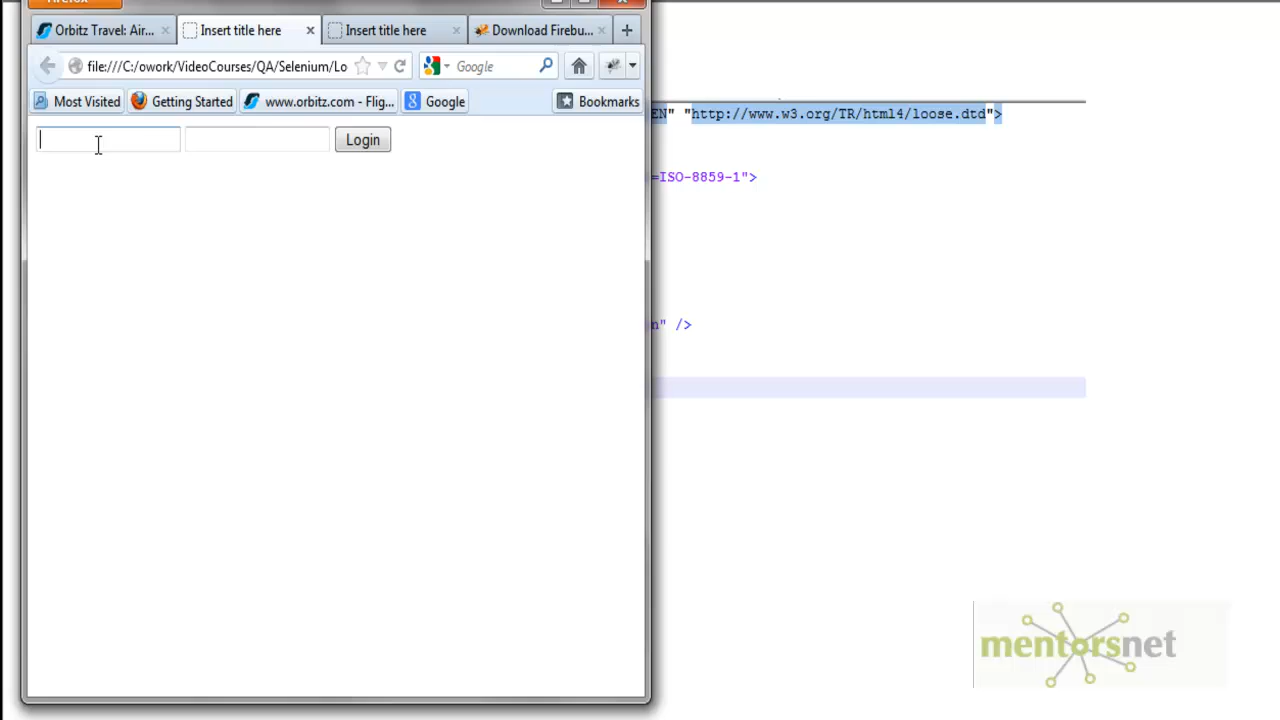 Firefox
Orbitz Travel: Air... Insert title here Insert title here Download Firebu...
file:///C:/owork/VideoCourses/QA/Selenium/Lo Google
Most Visited Getting Started www.orbitz.com - Flig... Google Bookmarks
EN" "http://www.w3.org/TR/html4/loose.dtd">
Login
=ISO-8859-1">
n" />
mentorsnet